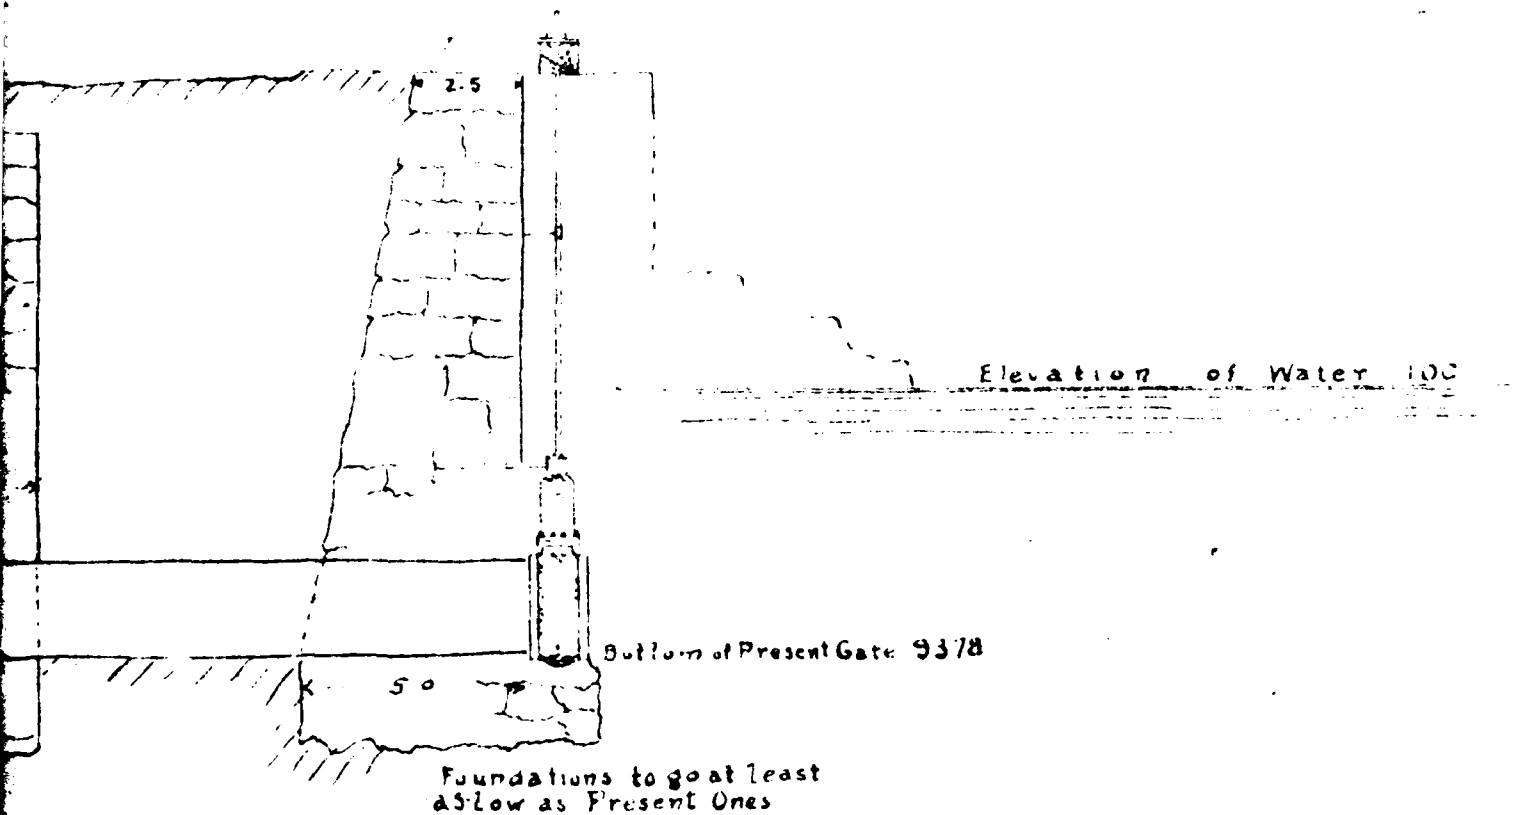 2.5
Elevation of Water 100
Bottom of Present Gate 93.78
5.0
Foundations to go at least
as Low as Present Ones